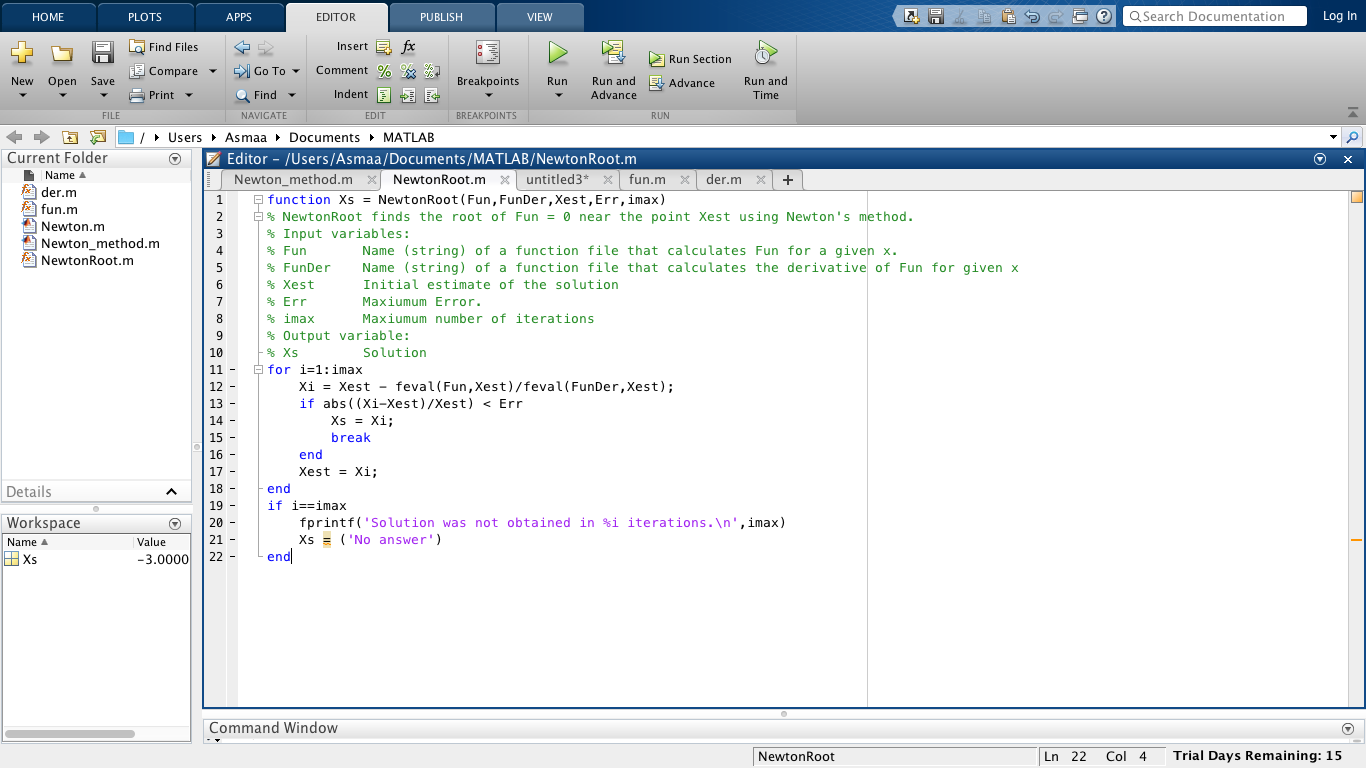 HOME PLOTS APPS EDITOR PUBLISH VIEW Search Documentation Log In
New Open Save Find Files Compare Print Go To Find Insert fx Comment Indent Breakpoints Run Run and Advance Run Section Advance Run and Time
FILE NAVIGATE EDIT BREAKPOINTS RUN
/ Users Asmaa Documents MATLAB
Current Folder
Name
der.m
fun.m
Newton.m
Newton_method.m
NewtonRoot.m
Details
Workspace
Name Value
Xs -3.0000
Editor - /Users/Asmaa/Documents/MATLAB/NewtonRoot.m
Newton_method.m NewtonRoot.m untitled3* fun.m der.m +
1 function Xs = NewtonRoot(Fun,FunDer,Xest,Err,imax)
2 % NewtonRoot finds the root of Fun = 0 near the point Xest using Newton's method.
3 % Input variables:
4 % Fun Name (string) of a function file that calculates Fun for a given x.
5 % FunDer Name (string) of a function file that calculates the derivative of Fun for given x
6 % Xest Initial estimate of the solution
7 % Err Maxiumum Error.
8 % imax Maxiumum number of iterations
9 % Output variable:
10 % Xs Solution
11 - for i=1:imax
12 - Xi = Xest - feval(Fun,Xest)/feval(FunDer,Xest);
13 - if abs((Xi-Xest)/Xest) < Err
14 - Xs = Xi;
15 - break
16 - end
17 - Xest = Xi;
18 - end
19 - if i==imax
20 - fprintf('Solution was not obtained in %i iterations.\n',imax)
21 - Xs = ('No answer')
22 - end
Command Window
NewtonRoot Ln 22 Col 4 Trial Days Remaining: 15